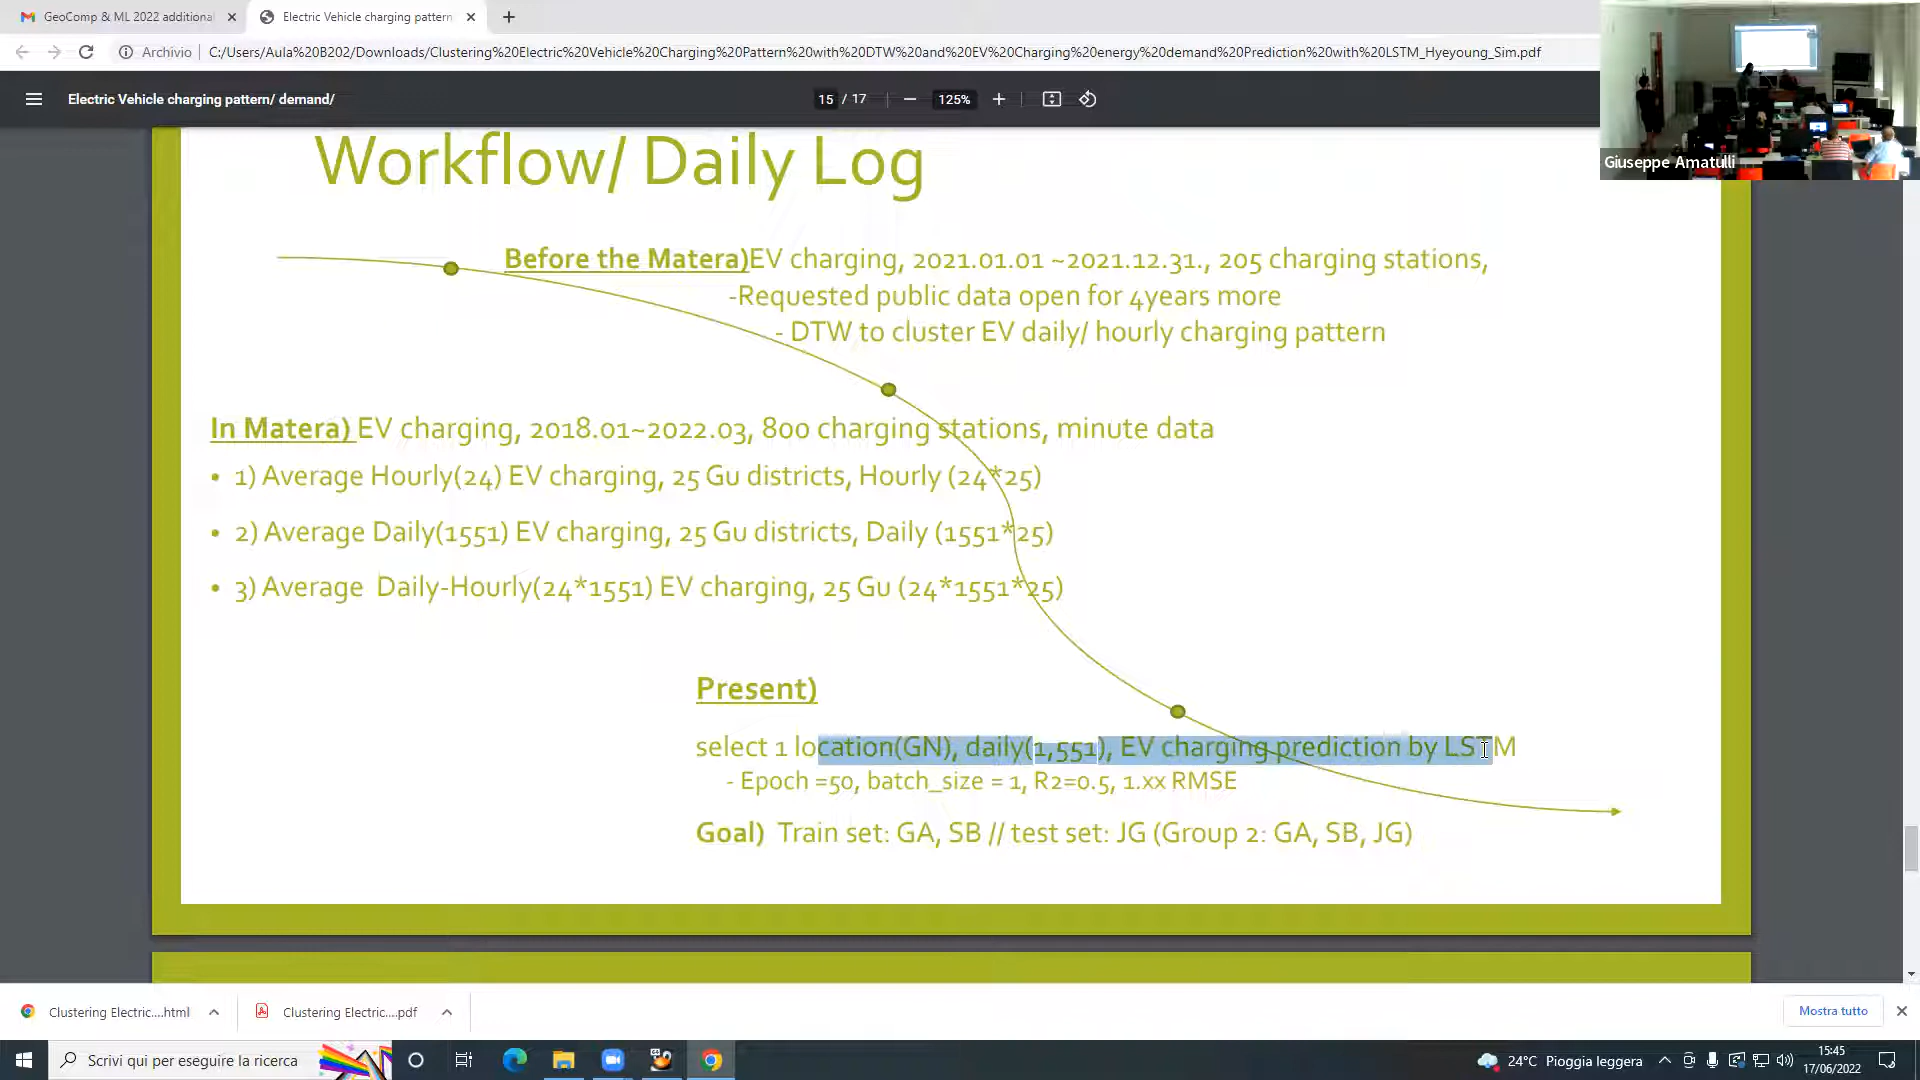 GeoComp & ML 2022 additional
Electric Vehicle charging pattern
Archivio
C:/Users/Aula%20B202/Downloads/Clustering%20Electric%20Vehicle%20Charging%20Pattern%20with%20DTW%20and%20EV%20Charging%20energy%20demand%20Prediction%20with%20LSTM_Hyeyoung_Sim.pdf
Electric Vehicle charging pattern/ demand/
15 / 17
125%
Giuseppe Amatulli
Workflow/ Daily Log
Before the Matera)EV charging, 2021.01.01 ~2021.12.31., 205 charging stations,
-Requested public data open for 4years more
- DTW to cluster EV daily/ hourly charging pattern
In Matera) EV charging, 2018.01~2022.03, 800 charging stations, minute data
• 1) Average Hourly(24) EV charging, 25 Gu districts, Hourly (24*25)
• 2) Average Daily(1551) EV charging, 25 Gu districts, Daily (1551*25)
• 3) Average Daily-Hourly(24*1551) EV charging, 25 Gu (24*1551*25)
Present)
select 1 location(GN), daily(1,551), EV charging prediction by LSTM
- Epoch =50, batch_size = 1, R2=0.5, 1.xx RMSE
Goal) Train set: GA, SB // test set: JG (Group 2: GA, SB, JG)
Clustering Electric....html
Clustering Electric....pdf
Mostra tutto
Scrivi qui per eseguire la ricerca
24°C Pioggia leggera
15:45
17/06/2022